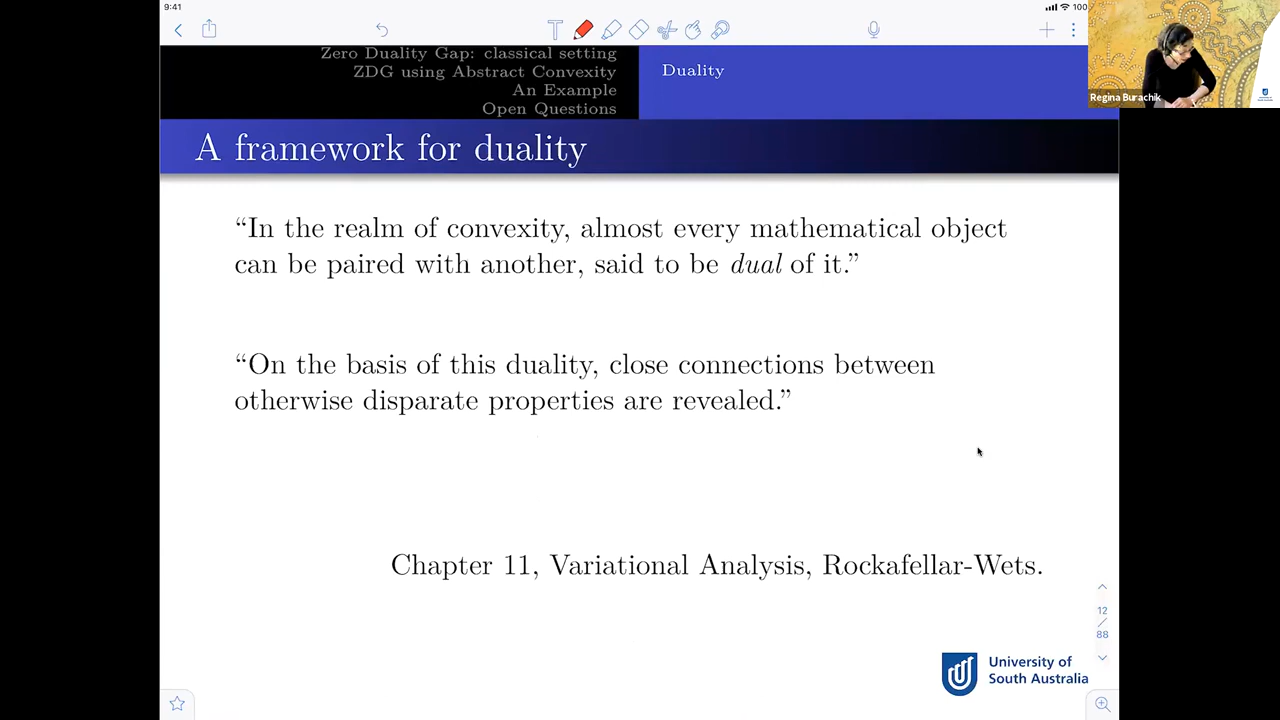 9:41
100
Zero Duality Gap: classical setting
ZDG using Abstract Convexity
An Example
Open Questions
Duality
Regina Burachik
A framework for duality
“In the realm of convexity, almost every mathematical object
can be paired with another, said to be dual of it.”
“On the basis of this duality, close connections between
otherwise disparate properties are revealed.”
Chapter 11, Variational Analysis, Rockafellar-Wets.
12
/
88
University of
South Australia